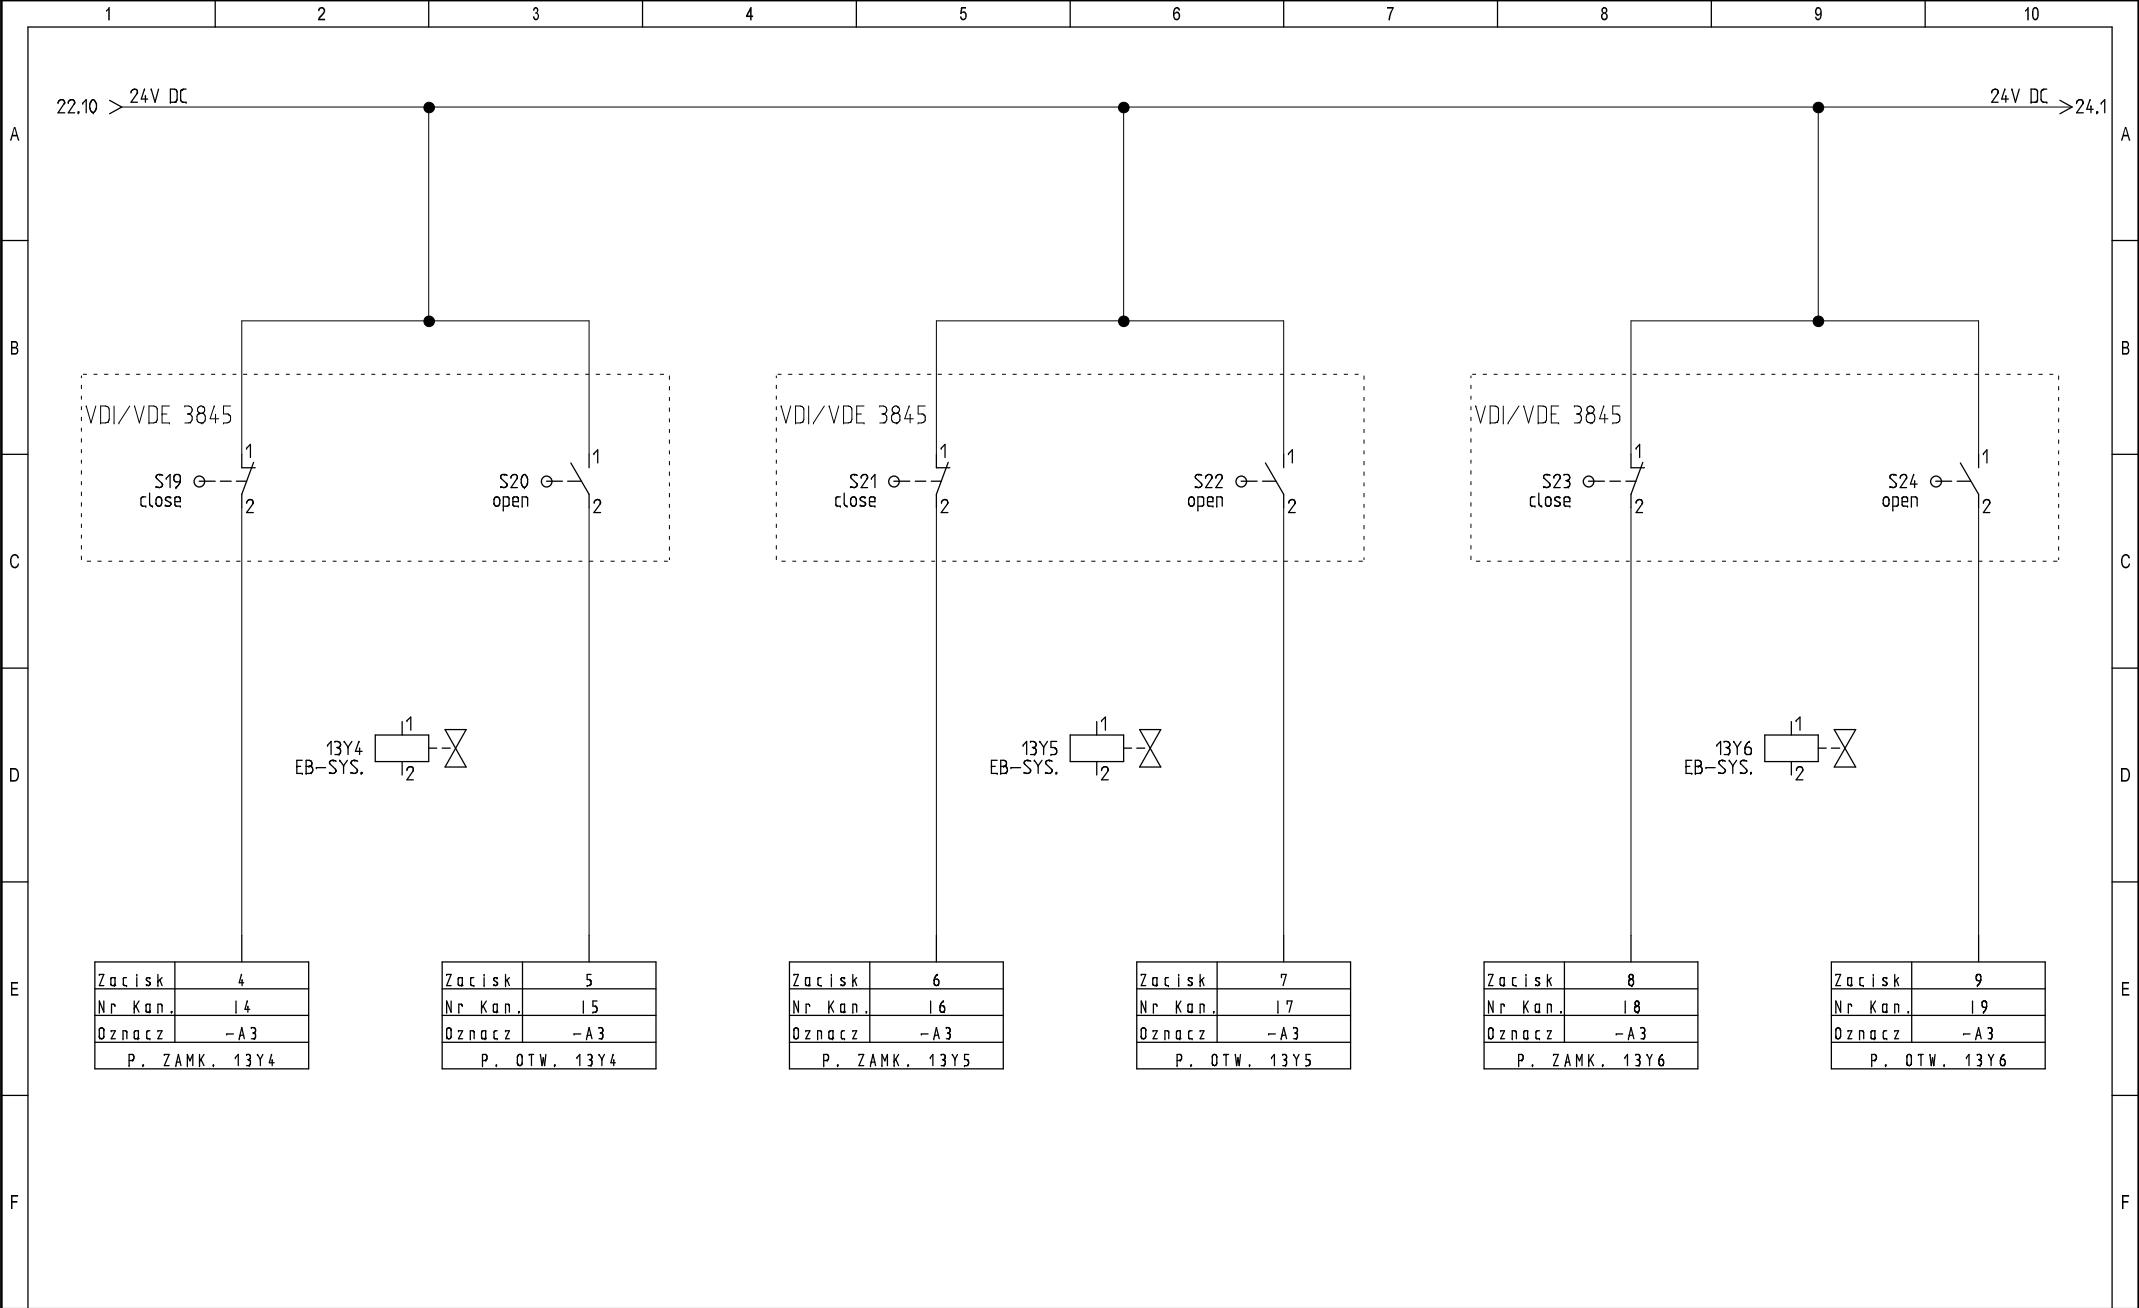 1 2 3 4 5 6 7 8 9 10
22.10 24V DC 24V DC 24.1
A A
B B
VDI/VDE 3845 VDI/VDE 3845 VDI/VDE 3845
1 1 1 1 1 1
S19 S20 S21 S22 S23 S24
close open close open close open
2 2 2 2 2 2
C C
1 1 1
13Y4 13Y5 13Y6
EB-SYS. EB-SYS. EB-SYS.
2 2 2
D D
Zacisk 4 Zacisk 5 Zacisk 6 Zacisk 7 Zacisk 8 Zacisk 9
E E
Nr Kan. I4 Nr Kan. I5 Nr Kan. I6 Nr Kan. I7 Nr Kan. I8 Nr Kan. I9
Oznacz -A3 Oznacz -A3 Oznacz -A3 Oznacz -A3 Oznacz -A3 Oznacz -A3
P. ZAMK. 13Y4 P. OTW. 13Y4 P. ZAMK. 13Y5 P. OTW. 13Y5 P. ZAMK. 13Y6 P. OTW. 13Y6
F F